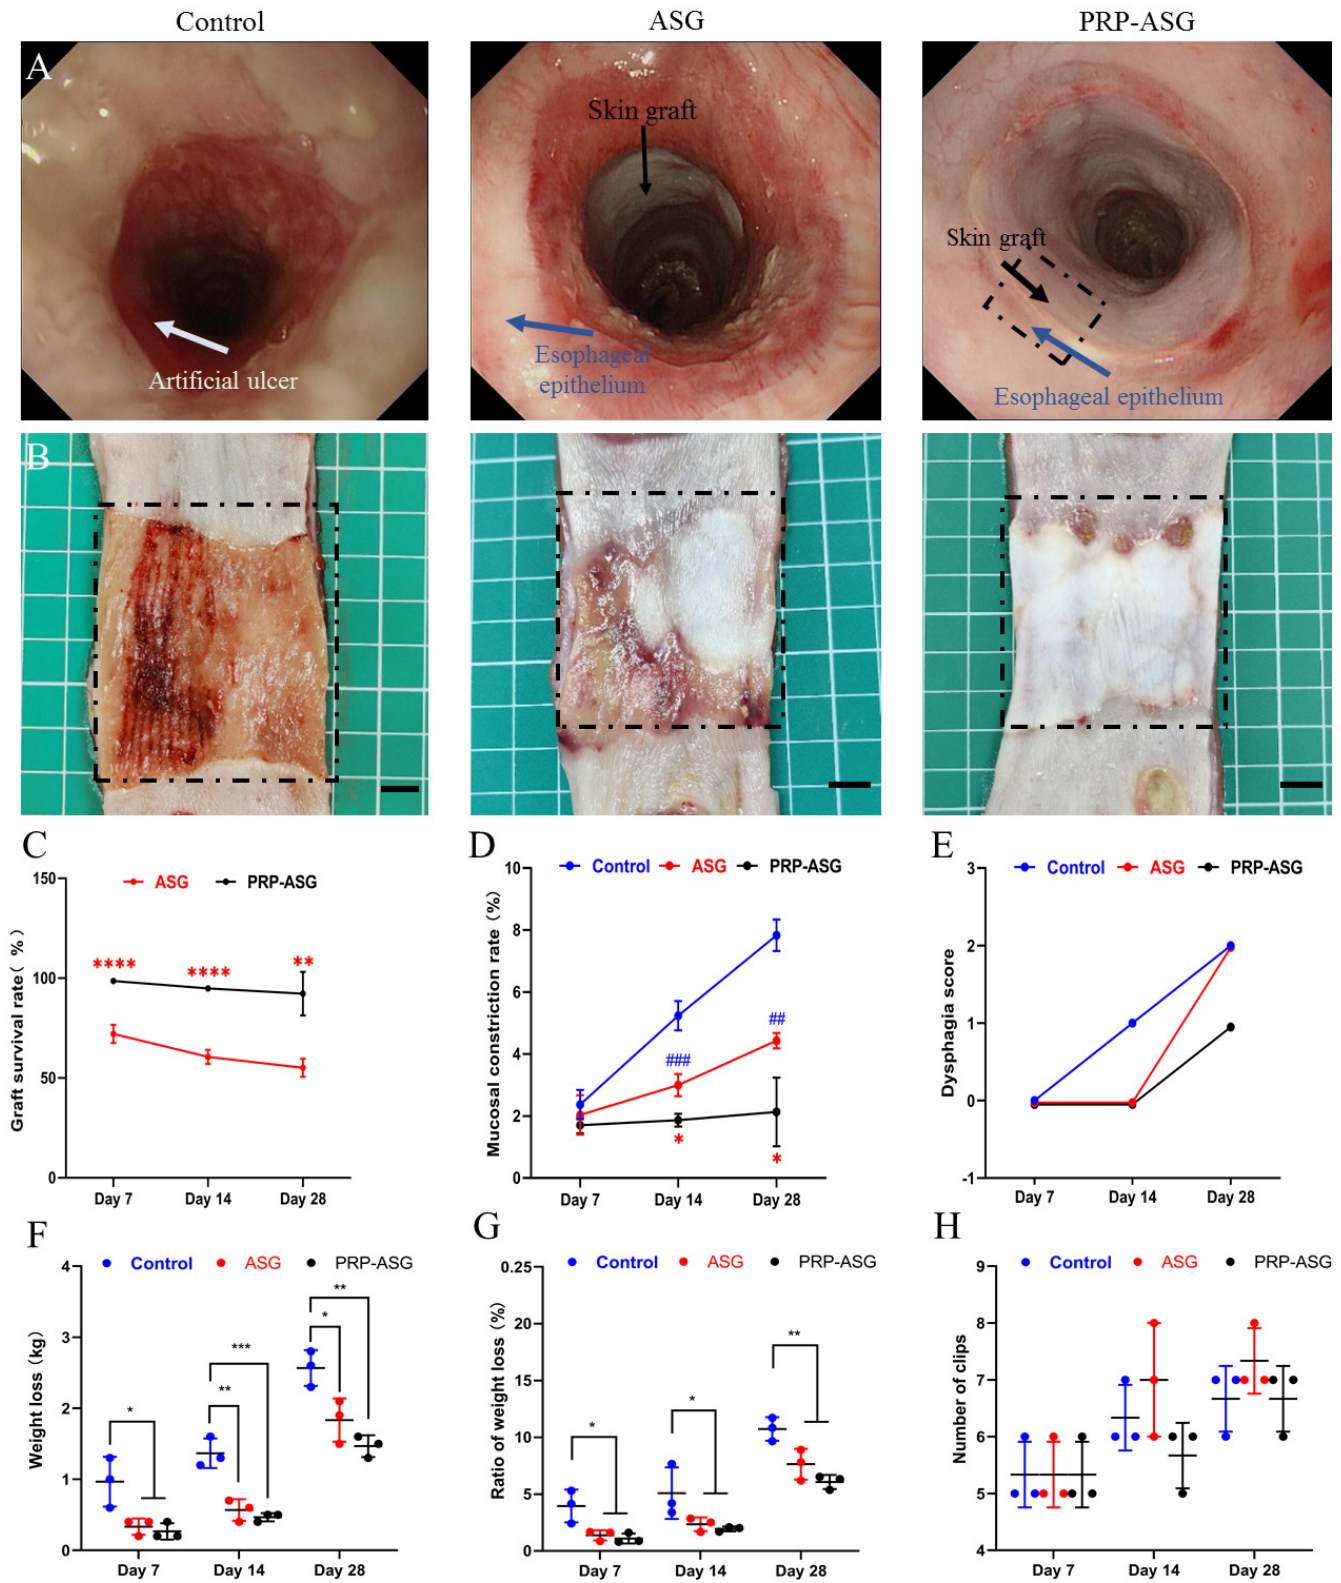 Control
ASG
PRP-ASG
A
Artificial ulcer
Skin graft
Esophageal
epithelium
Skin graft
Esophageal epithelium
B
C
ASG
PRP-ASG
Graft survival rate( %)
150
100
50
0
****
****
**
Day 7
Day 14
Day 28
D
Control
ASG
PRP-ASG
Mucosal constriction rate (%)
10
8
6
4
2
0
###
##
*
*
Day 7
Day 14
Day 28
E
Control
ASG
PRP-ASG
Dysphagia score
3
2
1
0
-1
Day 7
Day 14
Day 28
F
Control
ASG
PRP-ASG
Weight loss (kg)
4
3
2
1
0
*
**
***
*
**
Day 7
Day 14
Day 28
G
Control
ASG
PRP-ASG
Ratio of weight loss (%)
0.25
20
15
10
5
0
*
*
**
Day 7
Day 14
Day 28
H
Control
ASG
PRP-ASG
Number of clips
9
8
7
6
5
4
Day 7
Day 14
Day 28